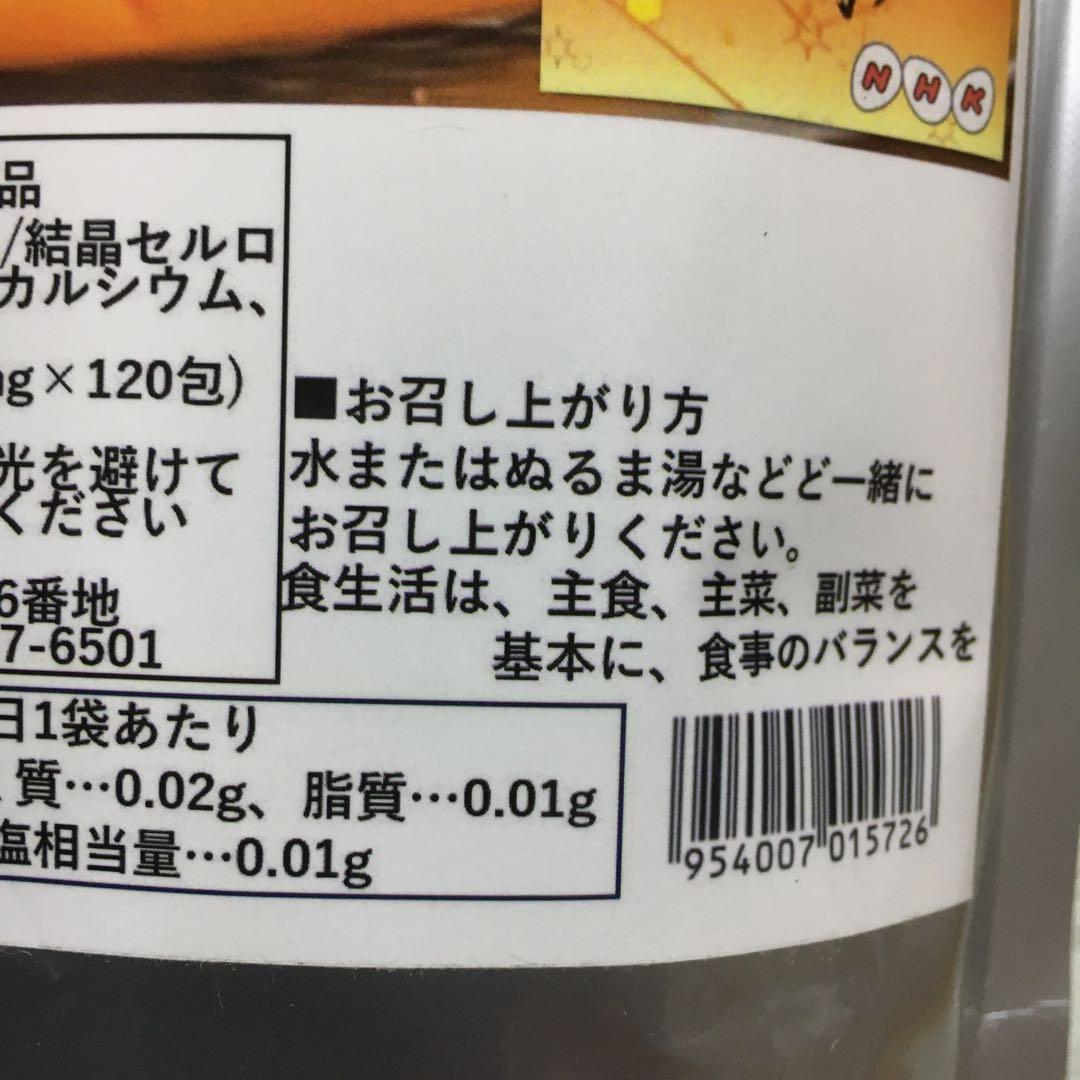 NHK
品
/結晶セルロ
カルシウム、
mg×120包)
光を避けて
ください
6番地
7-6501
■お召し上がり方
水またはぬるま湯などど一緒に
お召し上がりください。
食生活は、主食、主菜、副菜を
基本に、食事のバランスを
日1袋あたり
質…0.02g、脂質…0.01g
塩相当量…0.01g
954007 015726